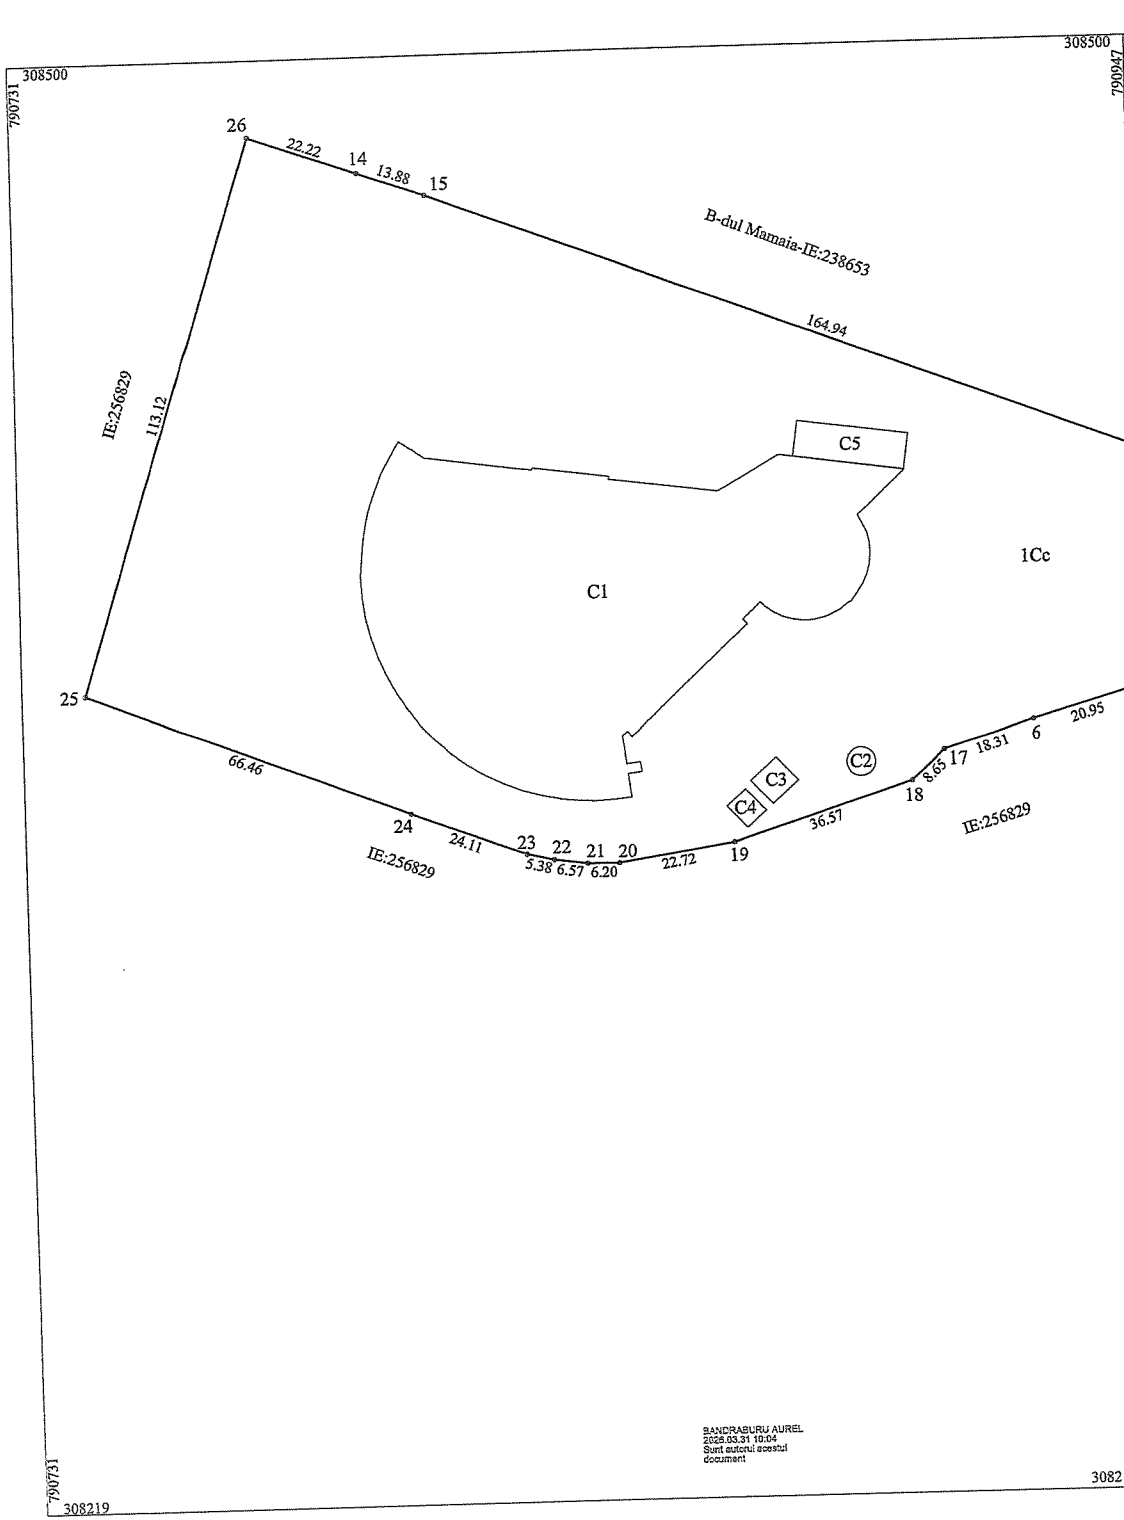 308500
308500
790731
790947
26
22.22
14
13.88
15
B-dul Mamaia-IE:238653
164.94
IE:256829
113.12
C5
1Cc
C1
25
66.46
24
24.11
IE:256829
23
5.38
22
6.57
21
6.20
20
22.72
19
36.57
C4
C3
C2
18
8.65
17
18.31
6
20.95
IE:256829
BANDRABURU AUREL
2026.03.31 10:04
Sunt autorul acestui
document
790731
308219
3082